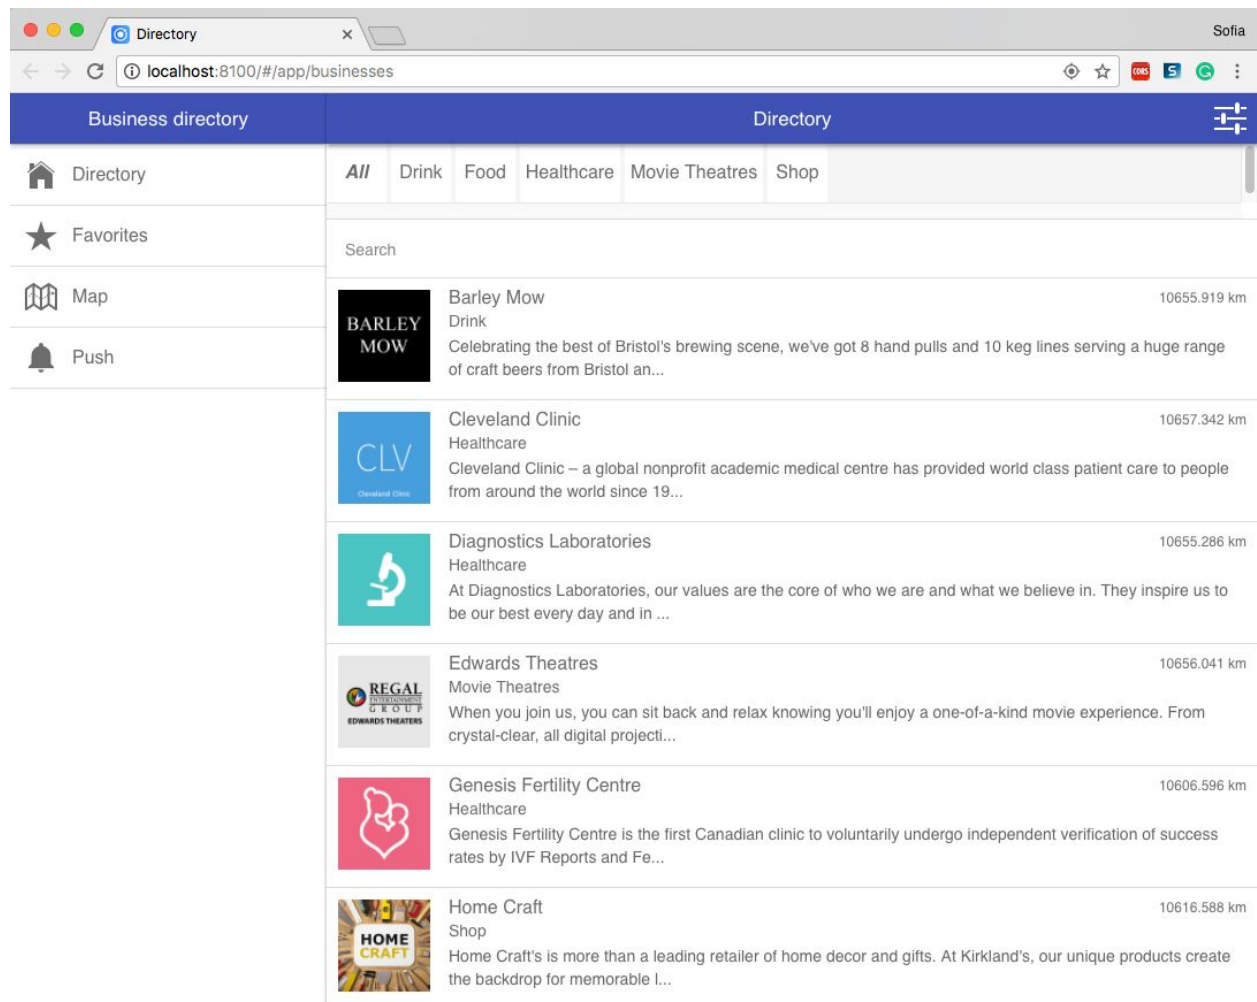 Directory
Sofia
localhost:8100/#/app/businesses
CORS
S
G
Business directory
Directory
Directory
Favorites
Map
Push
All Drink Food Healthcare Movie Theatres Shop
Search
BARLEY
MOW
Barley Mow
10655.919 km
Drink
Celebrating the best of Bristol's brewing scene, we've got 8 hand pulls and 10 keg lines serving a huge range
of craft beers from Bristol an...
CLV
Cleveland Clinic
Cleveland Clinic
10657.342 km
Healthcare
Cleveland Clinic – a global nonprofit academic medical centre has provided world class patient care to people
from around the world since 19...
Diagnostics Laboratories
10655.286 km
Healthcare
At Diagnostics Laboratories, our values are the core of who we are and what we believe in. They inspire us to
be our best every day and in ...
REGAL
ENTERTAINMENT
GROUP
EDWARDS THEATERS
Edwards Theatres
10656.041 km
Movie Theatres
When you join us, you can sit back and relax knowing you'll enjoy a one-of-a-kind movie experience. From
crystal-clear, all digital projecti...
Genesis Fertility Centre
10606.596 km
Healthcare
Genesis Fertility Centre is the first Canadian clinic to voluntarily undergo independent verification of success
rates by IVF Reports and Fe...
HOME
CRAFT
Home Craft
10616.588 km
Shop
Home Craft's is more than a leading retailer of home decor and gifts. At Kirkland's, our unique products create
the backdrop for memorable l...